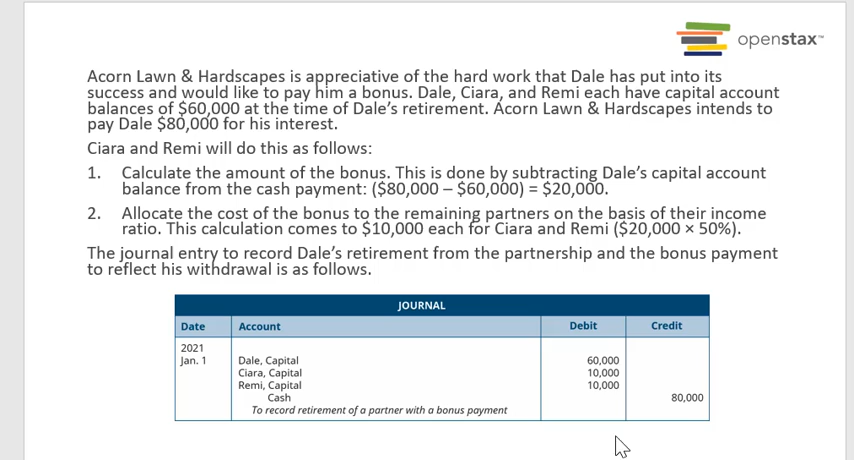 openstax™
Acorn Lawn & Hardscapes is appreciative of the hard work that Dale has put into its
success and would like to pay him a bonus. Dale, Ciara, and Remi each have capital account
balances of $60,000 at the time of Dale's retirement. Acorn Lawn & Hardscapes intends to
pay Dale $80,000 for his interest.
Ciara and Remi will do this as follows:
1. Calculate the amount of the bonus. This is done by subtracting Dale's capital account
balance from the cash payment: ($80,000 – $60,000) = $20,000.
2. Allocate the cost of the bonus to the remaining partners on the basis of their income
ratio. This calculation comes to $10,000 each for Ciara and Remi ($20,000 × 50%).
The journal entry to record Dale's retirement from the partnership and the bonus payment
to reflect his withdrawal is as follows.
JOURNAL
Date Account Debit Credit
2021
Jan. 1 Dale, Capital 60,000
Ciara, Capital 10,000
Remi, Capital 10,000
Cash 80,000
To record retirement of a partner with a bonus payment